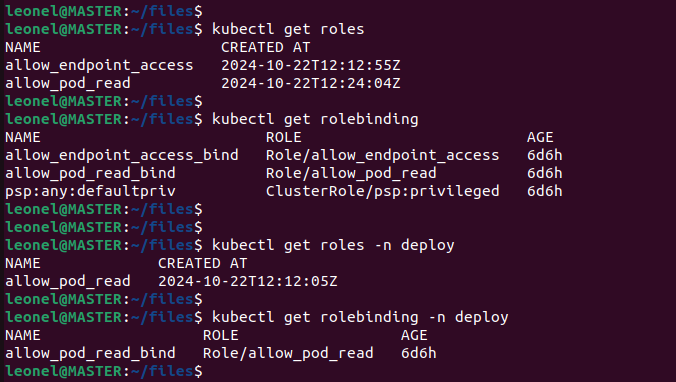 leonel@MASTER:~/files$
leonel@MASTER:~/files$ kubectl get roles
NAME                       CREATED AT
allow_endpoint_access   2024-10-22T12:12:55Z
allow_pod_read          2024-10-22T12:24:04Z
leonel@MASTER:~/files$
leonel@MASTER:~/files$ kubectl get rolebinding
NAME                         ROLE                         AGE
allow_endpoint_access_bind   Role/allow_endpoint_access   6d6h
allow_pod_read_bind          Role/allow_pod_read          6d6h
psp:any:defaultpriv          ClusterRole/psp:privileged   6d6h
leonel@MASTER:~/files$
leonel@MASTER:~/files$
leonel@MASTER:~/files$ kubectl get roles -n deploy
NAME             CREATED AT
allow_pod_read   2024-10-22T12:12:05Z
leonel@MASTER:~/files$
leonel@MASTER:~/files$ kubectl get rolebinding -n deploy
NAME                  ROLE                  AGE
allow_pod_read_bind   Role/allow_pod_read   6d6h
leonel@MASTER:~/files$